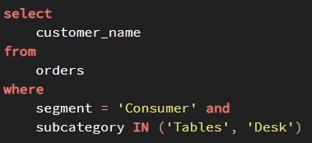 select
    customer_name
from
    orders
where
    segment = 'Consumer' and
    subcategory IN ('Tables', 'Desk')